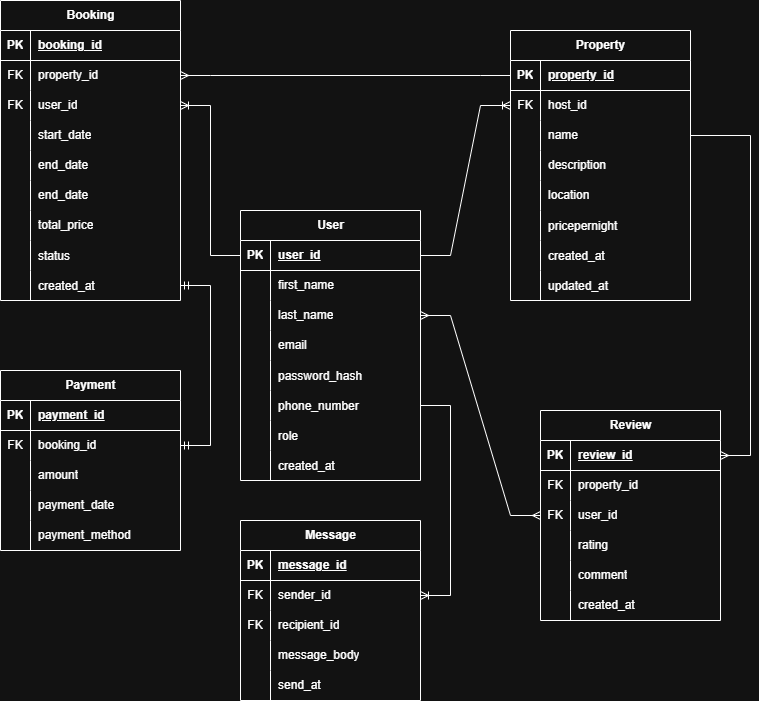 Booking
PK booking_id
FK property_id
FK user_id
start_date
end_date
end_date
total_price
status
created_at
Property
PK property_id
FK host_id
name
description
location
pricepernight
created_at
updated_at
User
PK user_id
first_name
last_name
email
password_hash
phone_number
role
created_at
Payment
PK payment_id
FK booking_id
amount
payment_date
payment_method
Review
PK review_id
FK property_id
FK user_id
rating
comment
created_at
Message
PK message_id
FK sender_id
FK recipient_id
message_body
send_at